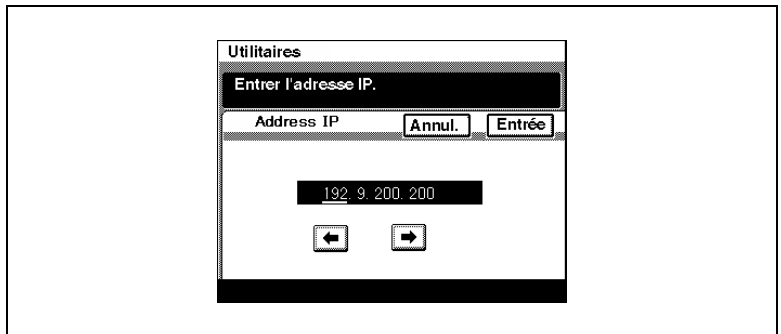 Utilitaires
Entrer l'adresse IP.
Address IP Annul. Entrée
192. 9. 200. 200